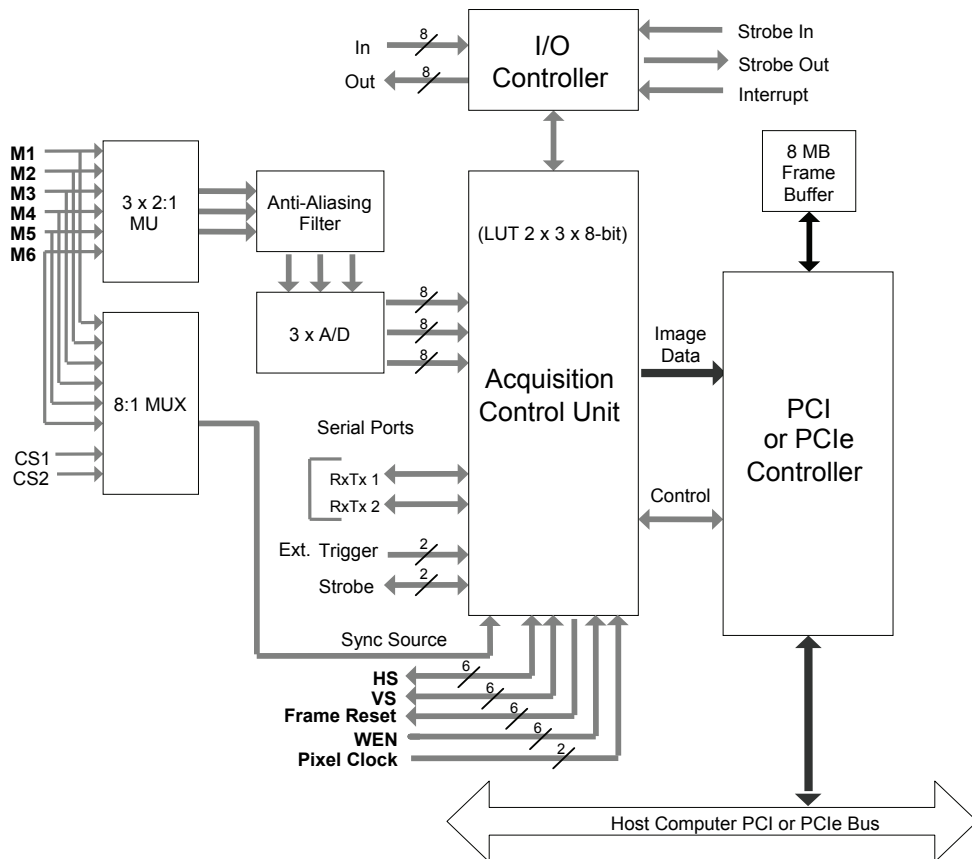 8
In
I/O
Controller
Strobe In
Out
8
Strobe Out
Interrupt
M1
M2
M3
M4
M5
M6
3 x 2:1
MU
Anti-Aliasing
Filter
(LUT 2 x 3 x 8-bit)
8 MB
Frame
Buffer
3 x A/D
8
8
8
Image
Data
Acquisition
Control Unit
PCI
or PCIe
Controller
8:1 MUX
CS1
CS2
Serial Ports
RxTx 1
RxTx 2
Control
Ext. Trigger
2
Strobe
2
Sync Source
HS
6
VS
6
Frame Reset
6
WEN
6
Pixel Clock
2
Host Computer PCI or PCIe Bus